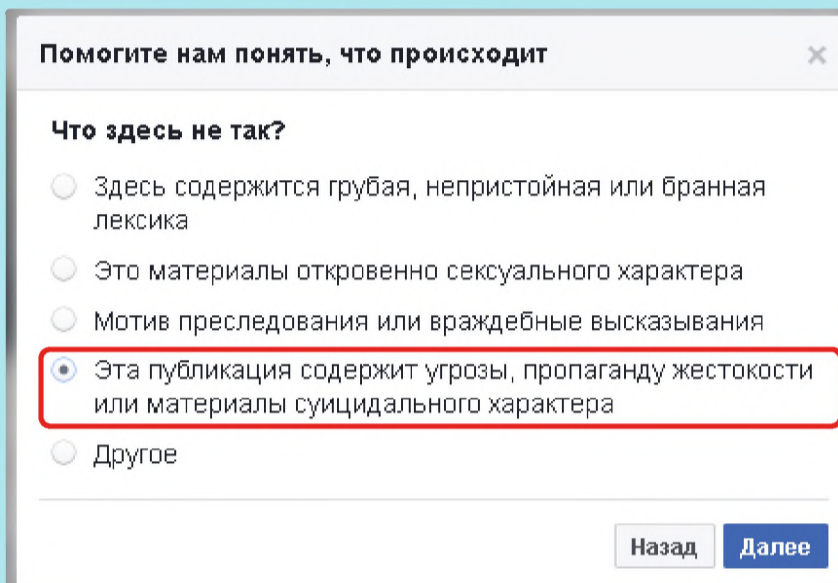 Помогите нам понять, что происходит
Что здесь не так?
Здесь содержится грубая, непристойная или бранная
лексика
Это материалы откровенно сексуального характера
Мотив преследования или враждебные высказывания
Эта публикация содержит угрозы, пропаганду жестокости
или материалы суицидального характера
Другое
Назад Далее